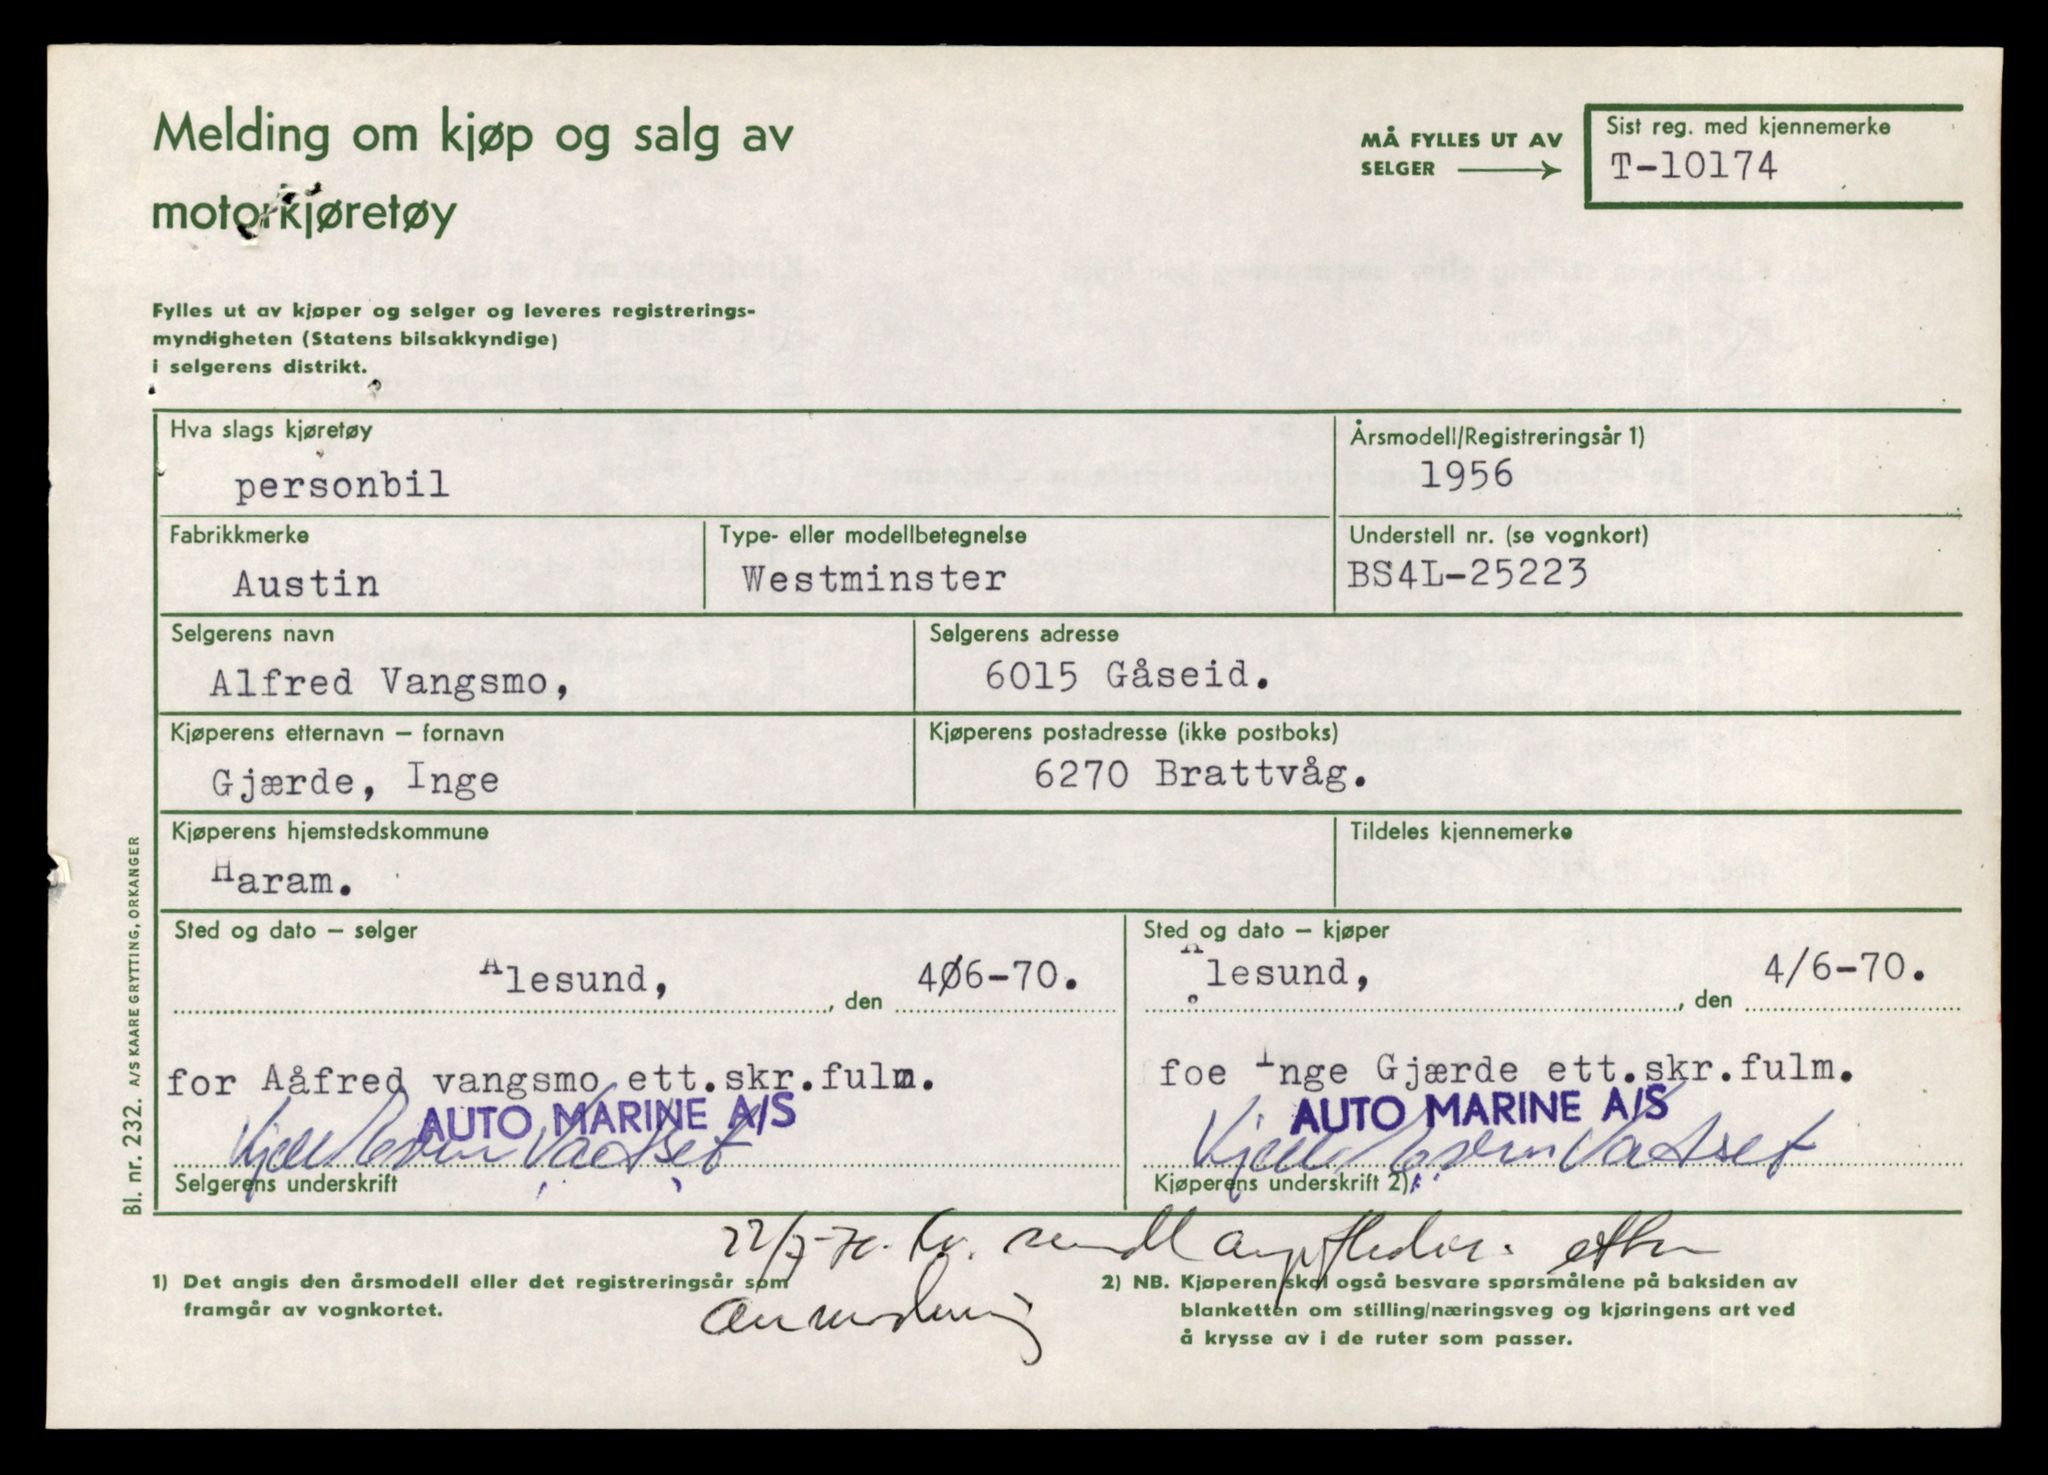 Melding om kjøp og salg av
motorkjøretøy
MÅ FYLLES UT AV
SELGER
Sist reg. med kjennemerke
T-10174
Fylles ut av kjøper og selger og leveres registrerings-
myndigheten (Statens bilsakkyndige)
i selgerens distrikt.
Hva slags kjøretøy
personbil
Årsmodell/Registreringsår 1)
1956
Fabrikkmerke
Austin
Type- eller modellbetegnelse
Westminster
Understell nr. (se vognkort)
BS4L-25223
Selgerens navn
Alfred Vangsmo,
Selgerens adresse
6015 Gåseid.
Kjøperens etternavn – fornavn
Gjærde, Inge
Kjøperens postadresse (ikke postboks)
6270 Brattvåg.
Kjøperens hjemstedskommune
Haram.
Tildeles kjennemerke
Sted og dato – selger
Alesund, , den 4Ø6-70.
Sted og dato – kjøper
Ålesund, , den 4/6-70.
for Aåfred vangsmo ett.skr.fulm.
AUTO MARINE A/S
Selgerens underskrift
foe Inge Gjærde ett.skr.fulm.
AUTO MARINE A/S
Kjøperens underskrift 2)
22/7-70. sendt etter
anmodning
1) Det angis den årsmodell eller det registreringsår som
framgår av vognkortet.
2) NB. Kjøperen skal også besvare spørsmålene på baksiden av
blanketten om stilling/næringsveg og kjøringens art ved
å krysse av i de ruter som passer.
Bl. nr. 232. A/S KAARE GRYTTING, ORKANGER